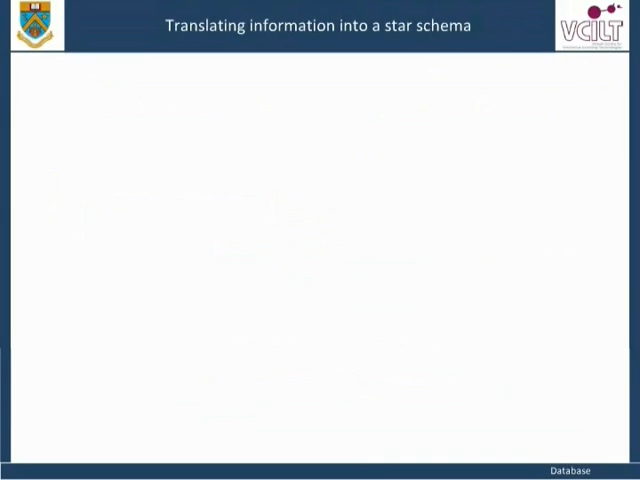 Translating information into a star schema
VCILT
Database